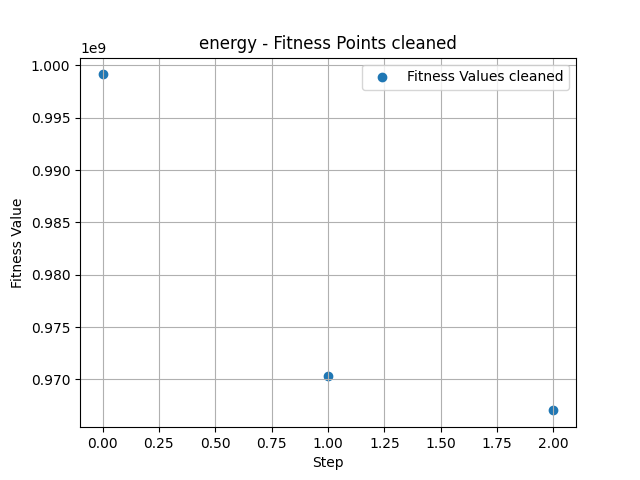 energy - Fitness Points cleaned
1e9
Fitness Values cleaned
1.000
0.995
0.990
0.985
0.980
0.975
0.970
Fitness Value
0.00 0.25 0.50 0.75 1.00 1.25 1.50 1.75 2.00
Step